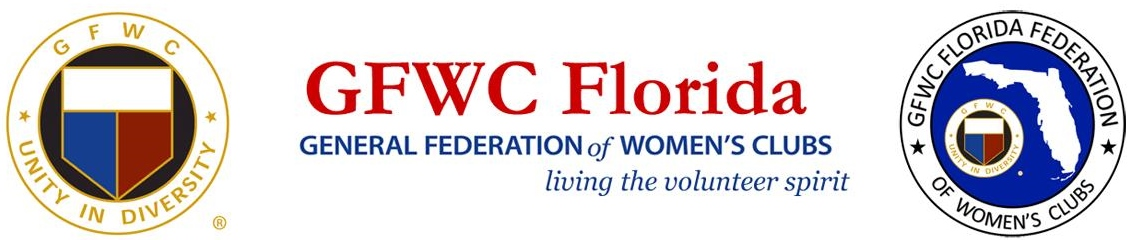 GFWC
UNITY IN DIVERSITY
®
GFWC Florida
GENERAL FEDERATION of WOMEN'S CLUBS
living the volunteer spirit
GFWC FLORIDA FEDERATION
OF WOMEN'S CLUBS
GFWC
UNITY IN DIVERSITY